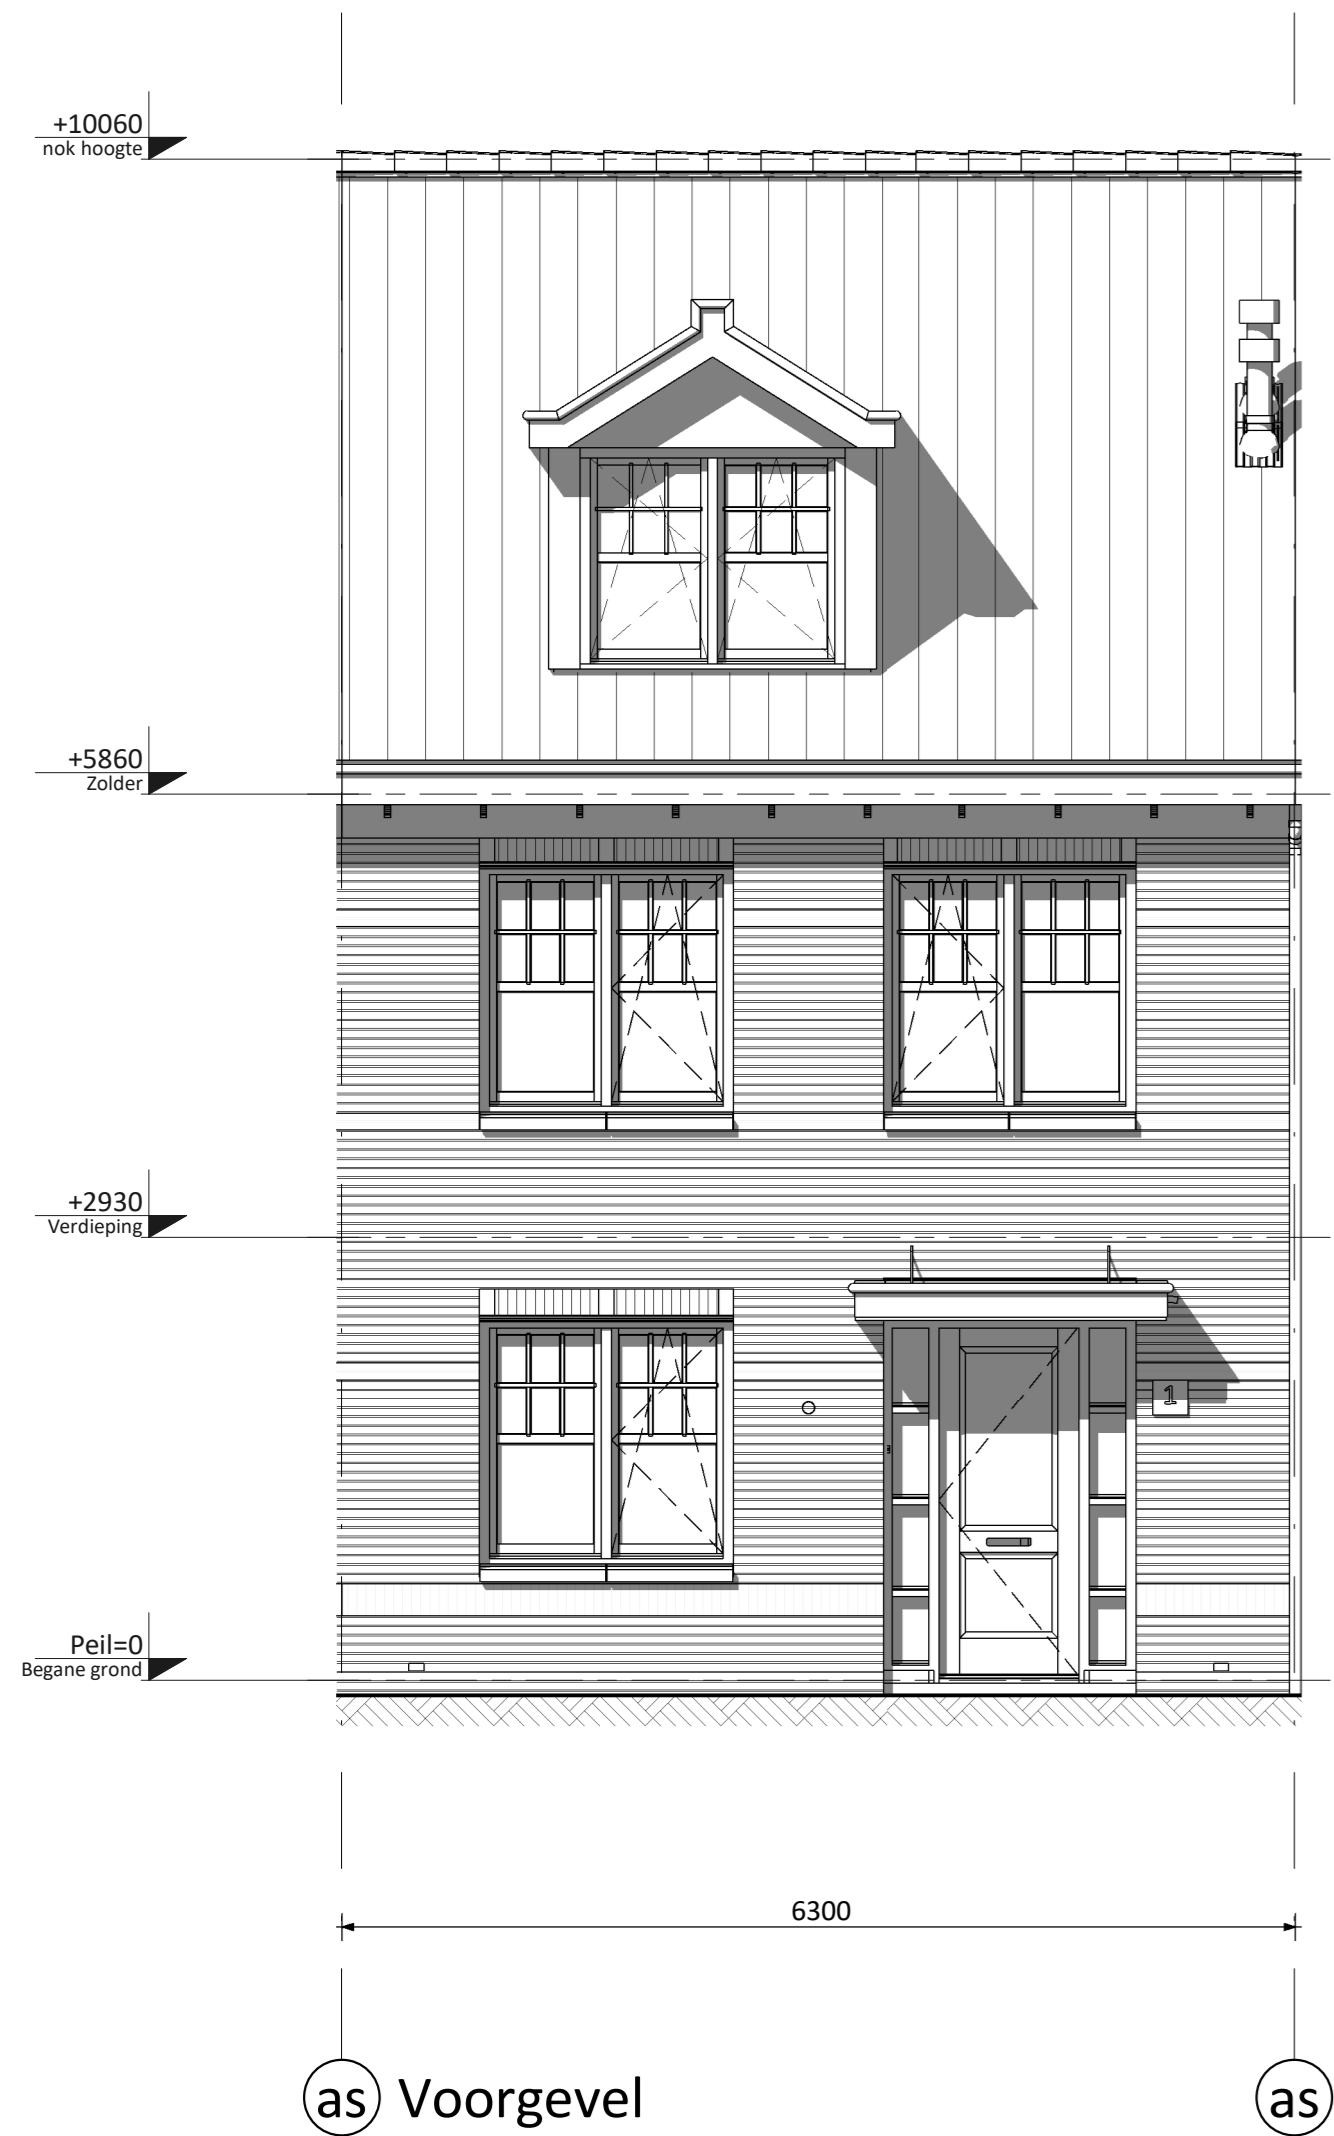 +10060
nok hoogte
+5860
Zolder
+2930
Verdieping
1
Peil=0
Begane grond
6300
as Voorgevel as